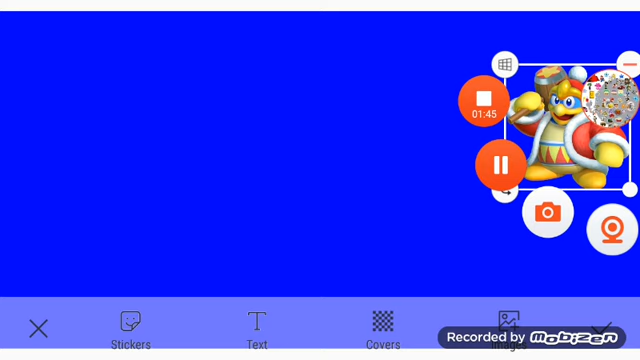 01:45
Stickers
Text
Covers
Images
Recorded by mobizen